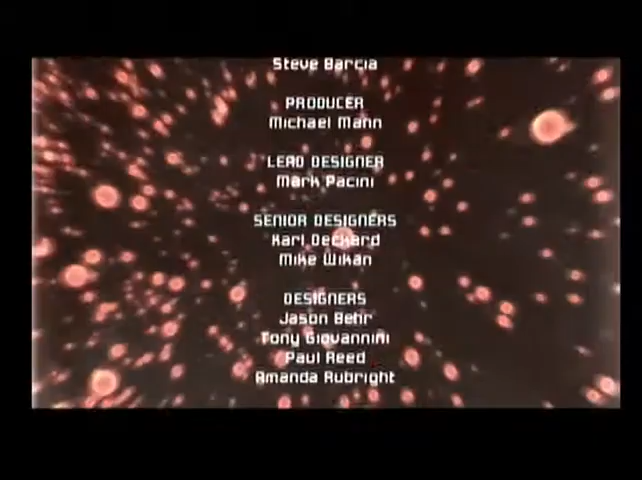 Steve Barcia
PRODUCER
Michael Mann
LEAD DESIGNER
Mark Pacini
SENIOR DESIGNERS
Karl Deckard
Mike Wikan
DESIGNERS
Jason Behr
Tony Giovannini
Paul Reed
Amanda Rubright